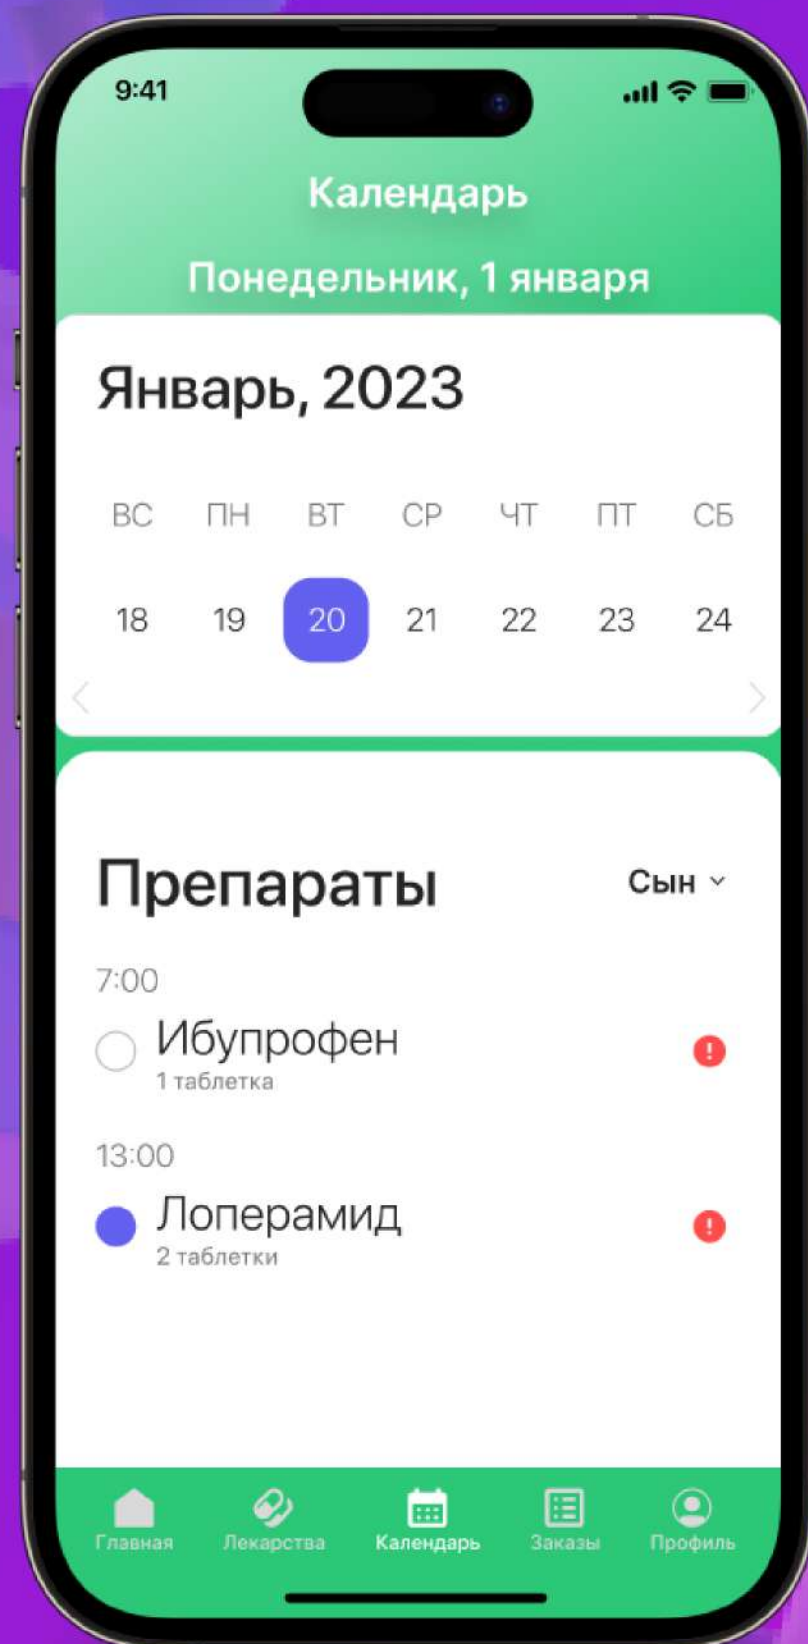 9:41
Календарь
Понедельник, 1 января
Январь, 2023
ВС ПН ВТ СР ЧТ ПТ СБ
18 19 20 21 22 23 24
Препараты
Сын
7:00
Ибупрофен
1 таблетка
13:00
Лоперамид
2 таблетки
Главная Лекарства Календарь Заказы Профиль